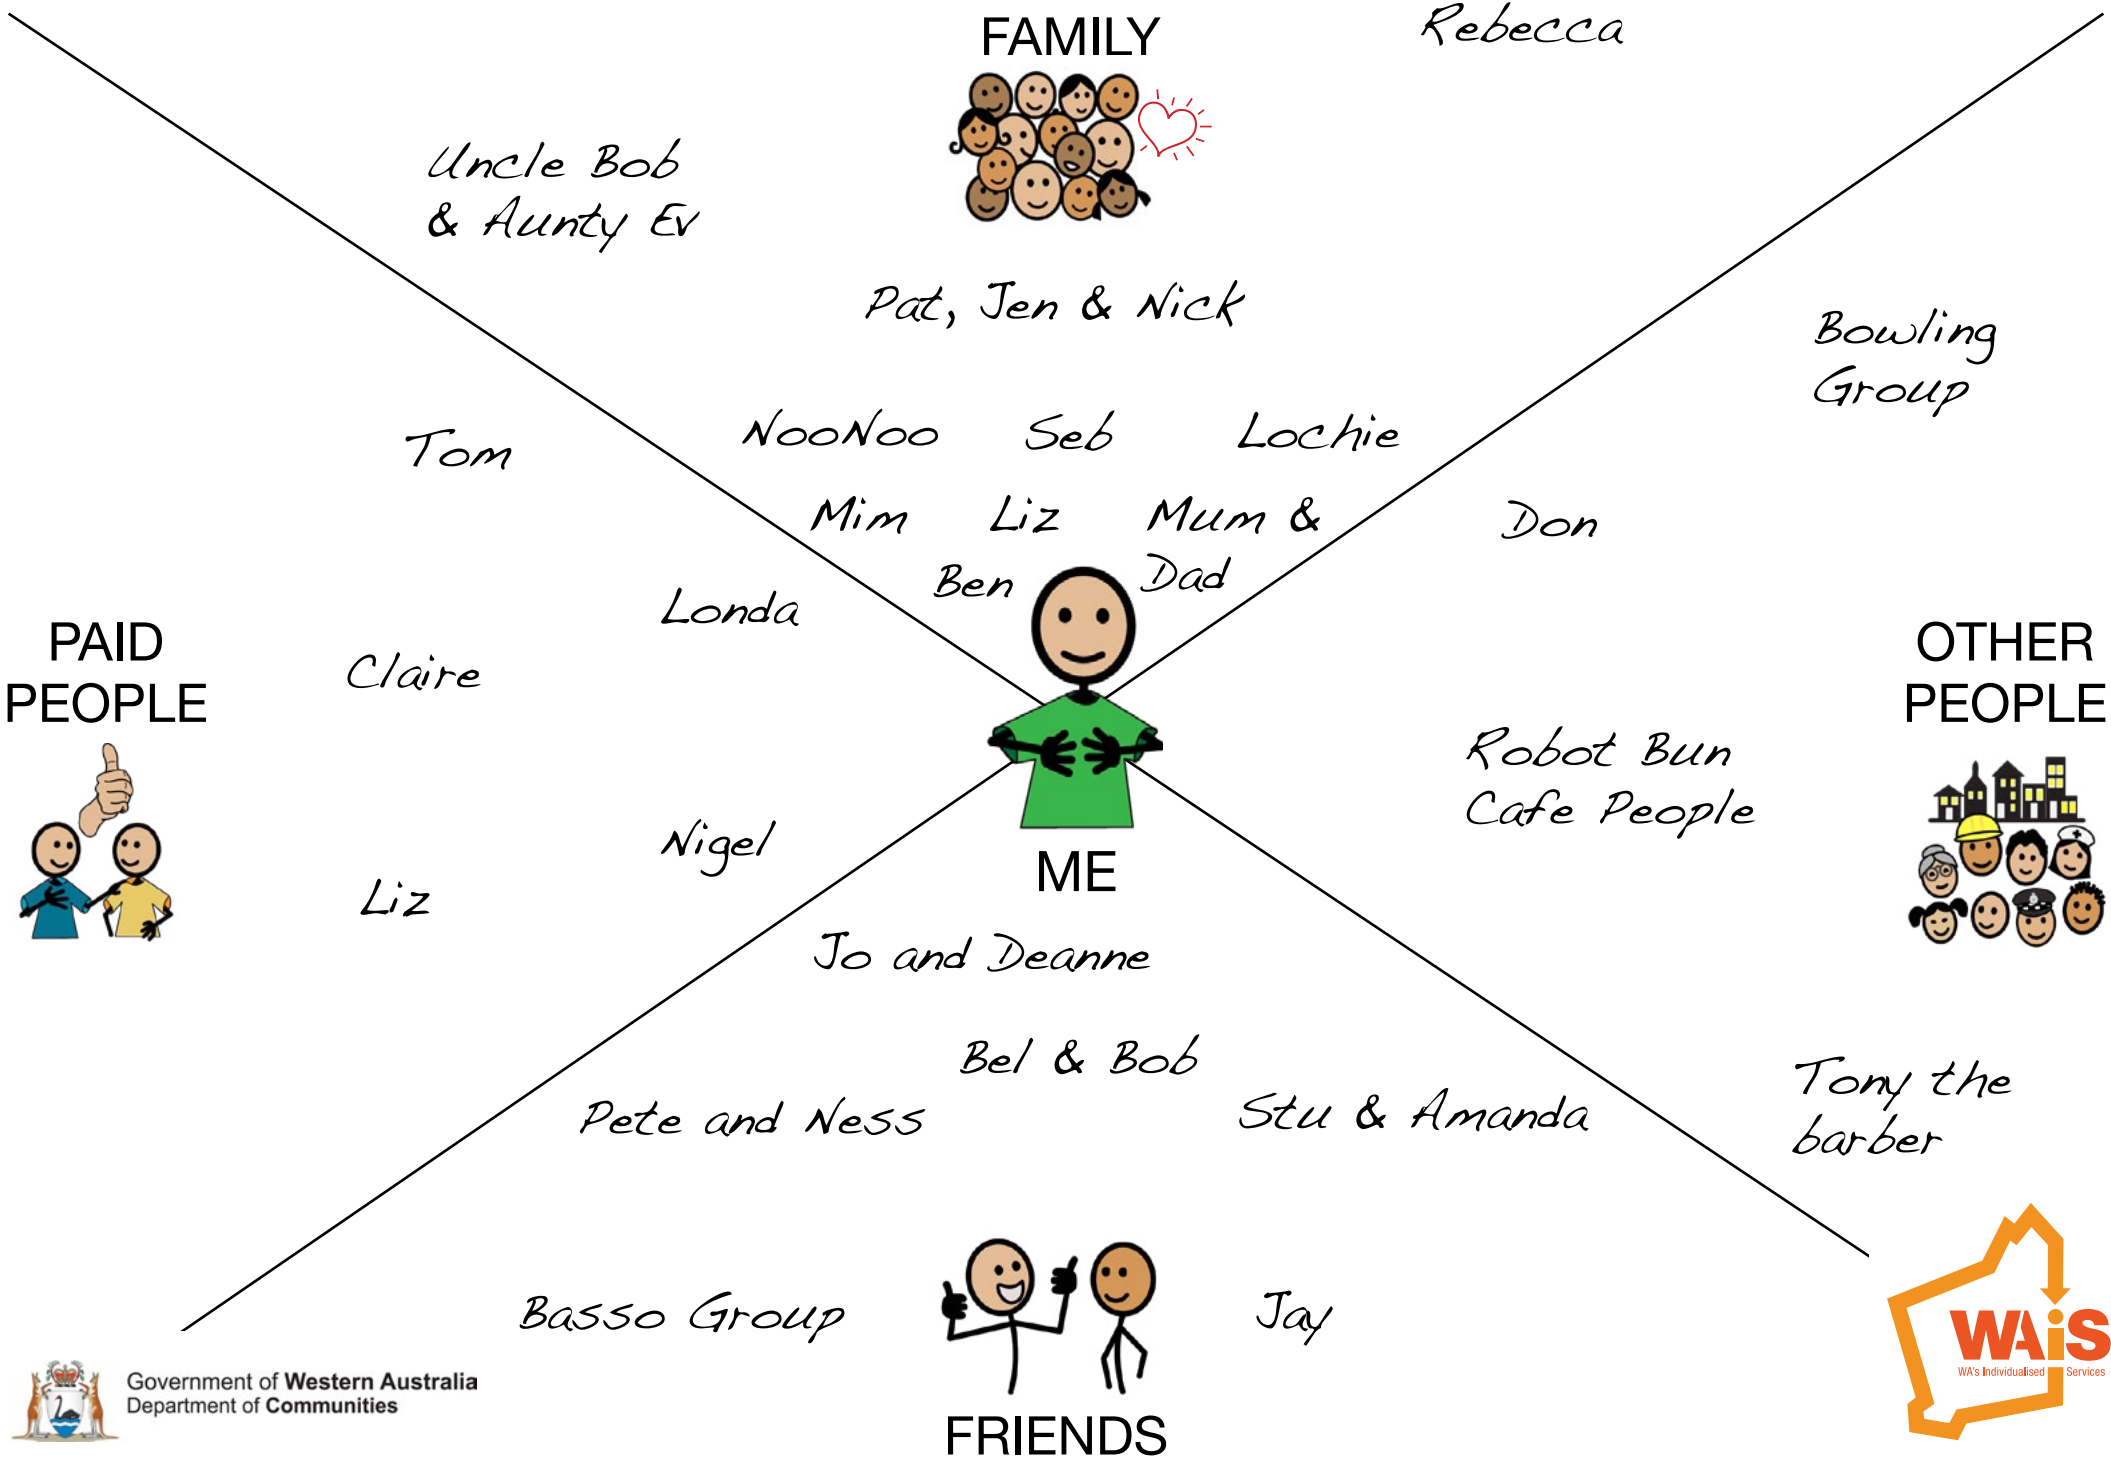 FAMILY
Rebecca
Uncle Bob
& Aunty Ev
Pat, Jen & Nick
Bowling
Group
NooNoo Seb Lochie
Tom
Mim Liz Mum &
Dad
Don
Ben
Londa
PAID
PEOPLE
Claire
OTHER
PEOPLE
Robot Bun
Cafe People
Nigel
Liz
ME
Jo and Deanne
Bel & Bob
Pete and Ness
Stu & Amanda
Tony the
barber
Basso Group
Jay
FRIENDS
Government of Western Australia
Department of Communities
WAiS
WA's Individualised Services